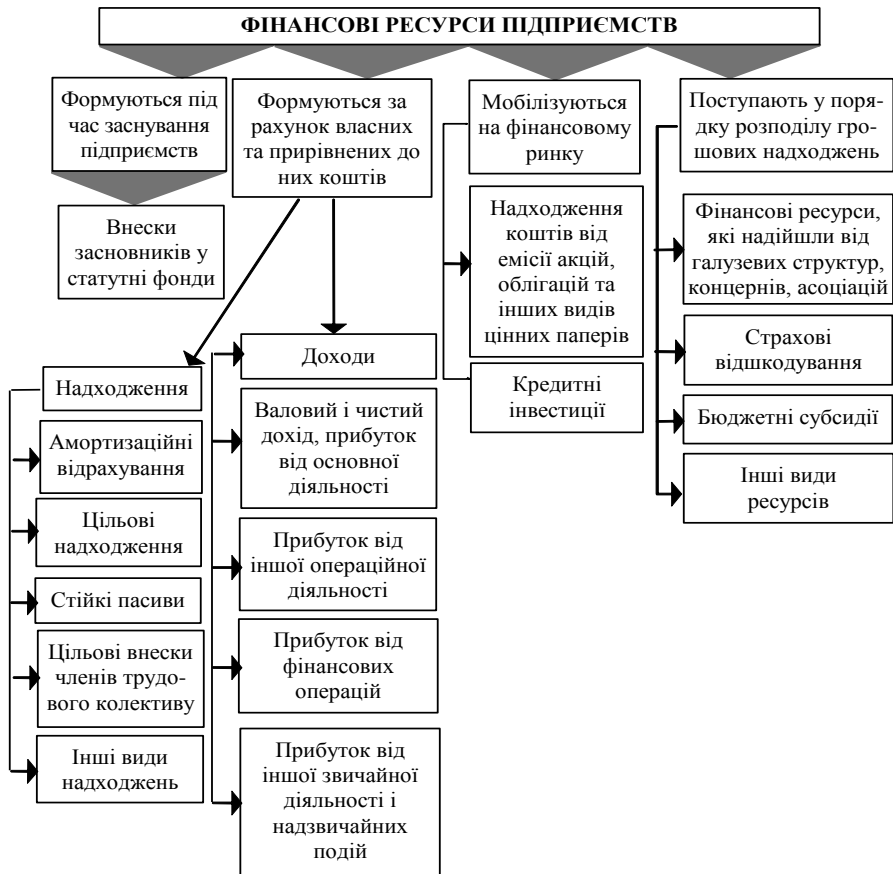 ФІНАНСОВІ РЕСУРСИ ПІДПРИЄМСТВ
Формуються під
час заснування
підприємств
Внески
засновників у
статутні фонди
Формуються за
рахунок власних
та прирівнених до
них коштів
Надходження
Амортизаційні
відрахування
Цільові
надходження
Стійкі пасиви
Цільові внески
членів трудо-
вого колективу
Інші види
надходжень
Доходи
Валовий і чистий
дохід, прибуток
від основної
діяльності
Прибуток від
іншої операційної
діяльності
Прибуток від
фінансових
операцій
Прибуток від
іншої звичайної
діяльності і
надзвичайних
подій
Мобілізуються
на фінансовому
ринку
Надходження
коштів від
емісії акцій,
облігацій та
інших видів
цінних паперів
Кредитні
інвестиції
Поступають у поря-
дку розподілу гро-
шових надходжень
Фінансові ресурси,
які надійшли від
галузевих структур,
концернів, асоціацій
Страхові
відшкодування
Бюджетні субсидії
Інші види
ресурсів